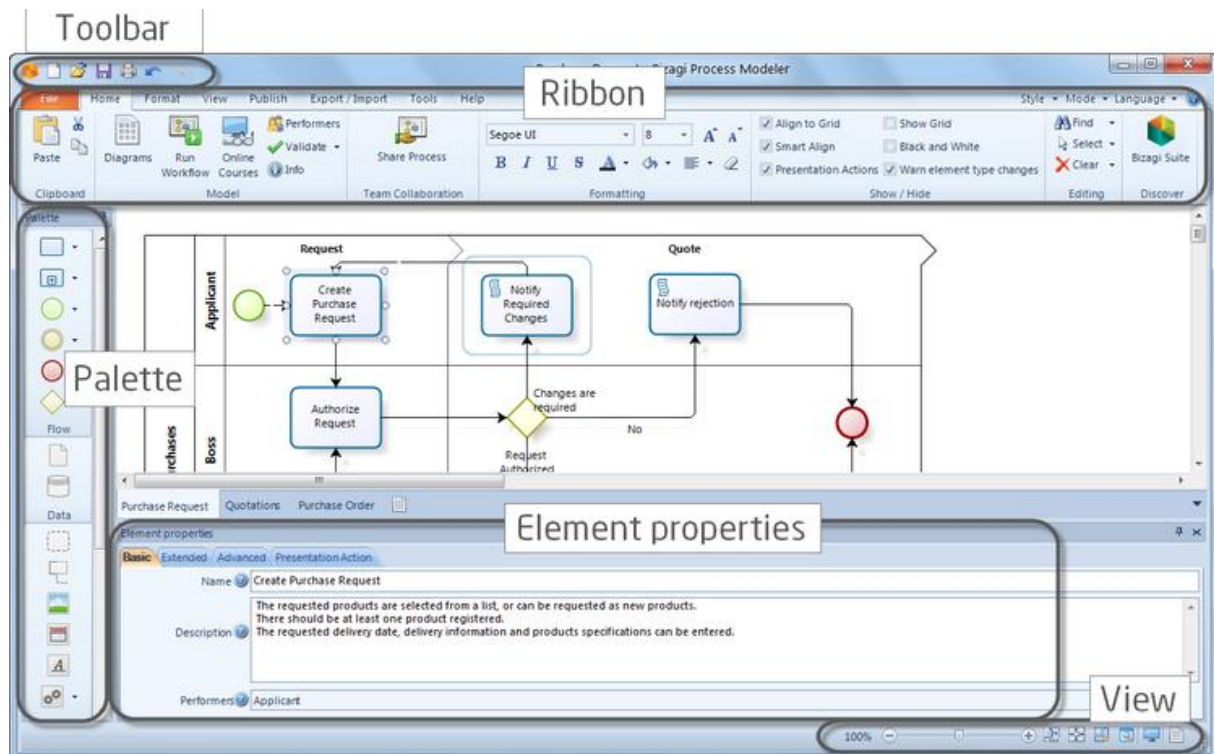 Toolbar
Bizagi Process Modeler
Ribbon
File Home Format View Publish Export / Import Tools Help
Style Mode Language
Paste
Clipboard
Diagrams
Run Workflow
Online Courses
Performers
Validate
Info
Model
Share Process
Team Collaboration
Segoe UI 8 A A
B I U S A
Formatting
Align to Grid
Smart Align
Presentation Actions
Show Grid
Black and White
Warn element type changes
Show / Hide
Find
Select
Clear
Editing
Bizagi Suite
Discover
Palette
Palette
Flow
Data
A
Request
Quote
Applicant
Create
Purchase
Request
Notify
Required
Changes
Notify rejection
Boss
Authorize
Request
Changes are
required
No
Request
Authorized
Purchase Request Quotations Purchase Order
Element properties
Element properties
Basic Extended Advanced Presentation Action
Name Create Purchase Request
Description
The requested products are selected from a list, or can be requested as new products.
There should be at least one product registered.
The requested delivery date, delivery information and products specifications can be entered.
Performers Applicant
View
100%